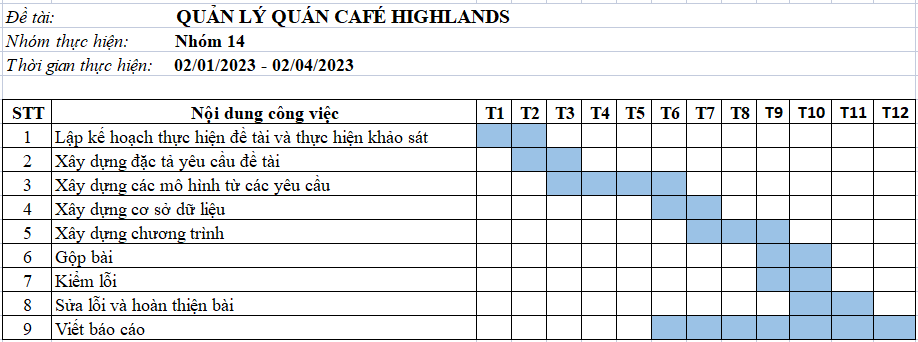 Đề tài: QUẢN LÝ QUÁN CAFÉ HIGHLANDS
Nhóm thực hiện: Nhóm 14
Thời gian thực hiện: 02/01/2023 - 02/04/2023
STT Nội dung công việc T1 T2 T3 T4 T5 T6 T7 T8 T9 T10 T11 T12
1 Lập kế hoạch thực hiện đề tài và thực hiện khảo sát
2 Xây dựng đặc tả yêu cầu đề tài
3 Xây dựng các mô hình từ các yêu cầu
4 Xây dựng cơ sở dữ liệu
5 Xây dựng chương trình
6 Gộp bài
7 Kiểm lỗi
8 Sửa lỗi và hoàn thiện bài
9 Viết báo cáo